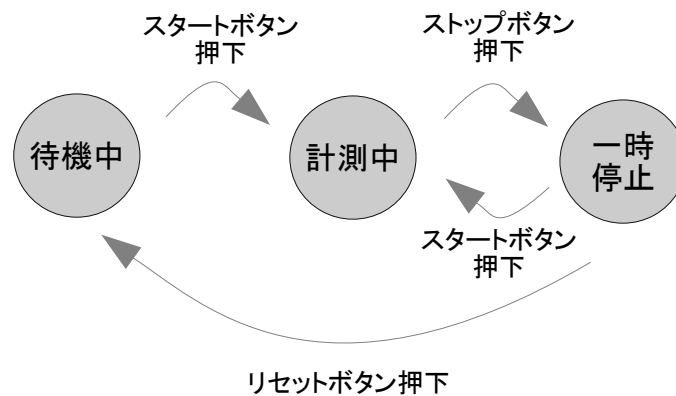 スタートボタン
押下
ストップボタン
押下
待機中
計測中
一時
停止
スタートボタン
押下
リセットボタン押下